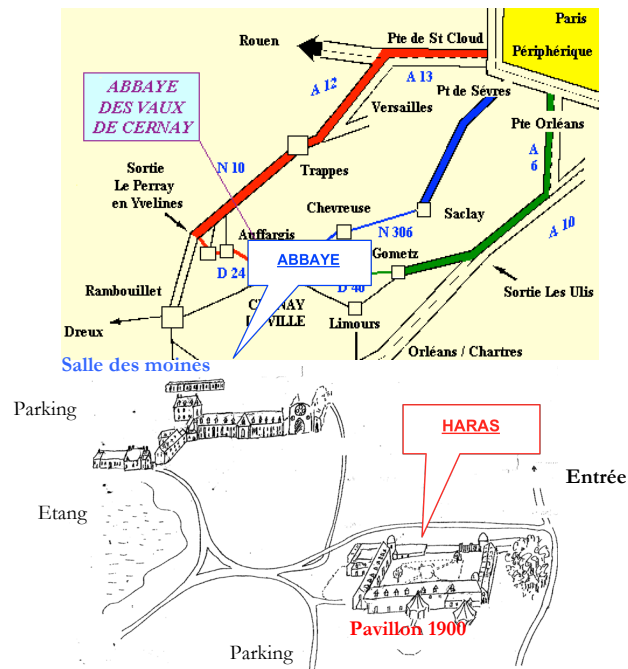 Paris
Pte de St Cloud
Rouen
Périphérique
A 12
A 13
ABBAYE
DES VAUX
DE CERNAY
Pt de Sévres
Versailles
Pte Orléans
A
6
Sortie
Le Perray
en Yvelines
N 10
Trappes
Chevreuse
Saclay
Auffargis
N 306
A 10
ABBAYE
Gometz
D 24
D 40
Sortie Les Ulis
Rambouillet
VILLE
Limours
Dreux
Orléans / Chartres
Salle des moines
Parking
HARAS
Entrée
Etang
Pavillon 1900
Parking